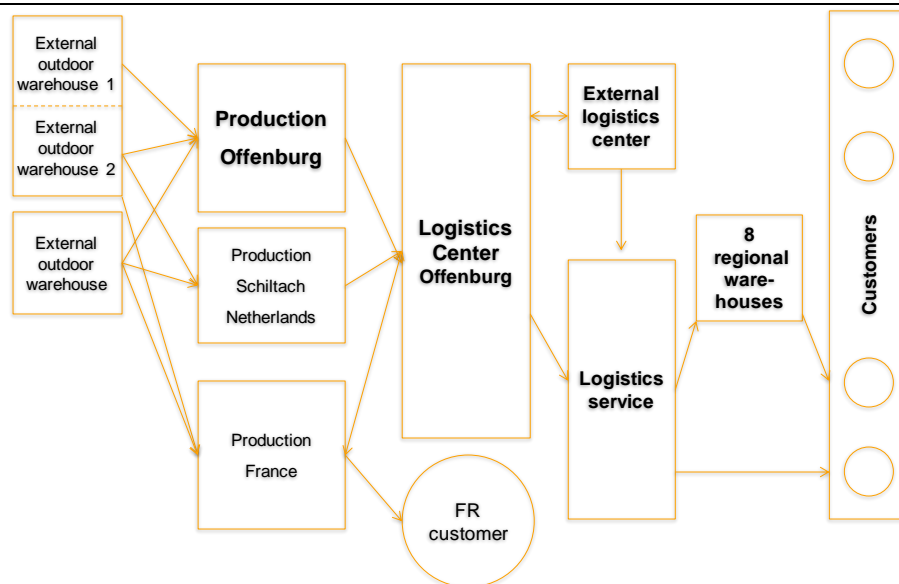 External
outdoor
warehouse 1
External
outdoor
warehouse 2
External
outdoor
warehouse
Production
Offenburg
Production
Schiltach
Netherlands
Production
France
Logistics
Center
Offenburg
FR
customer
External
logistics
center
Logistics
service
8
regional
ware-
houses
Customers